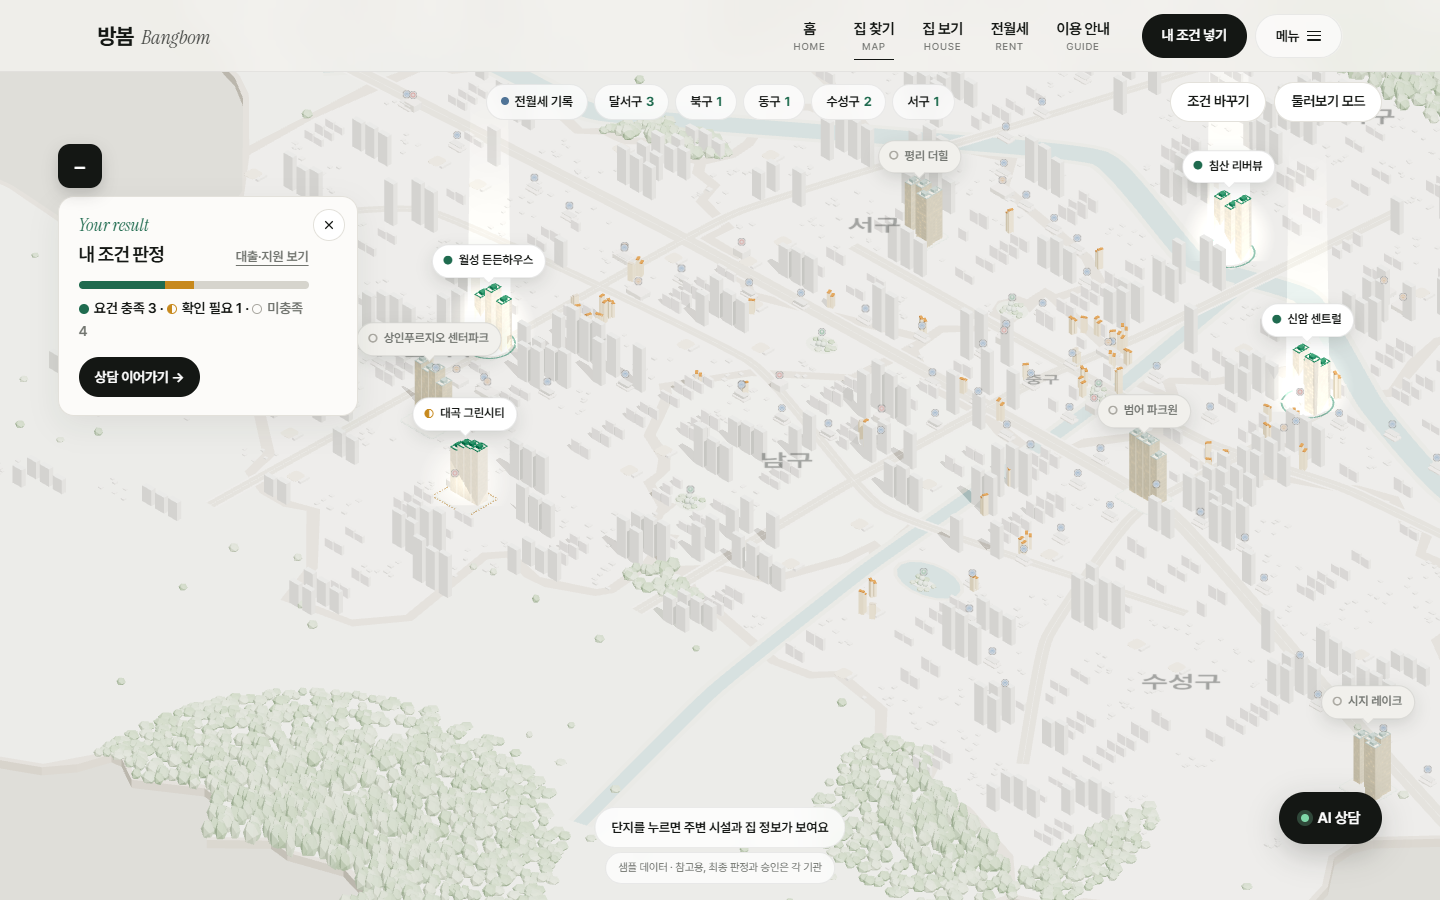 방봄 Bangbom
홈
HOME
집 찾기
MAP
집 보기
HOUSE
전월세
RENT
이용 안내
GUIDE
내 조건 넣기
메뉴
전월세 기록
달서구 3
북구 1
동구 1
수성구 2
서구 1
조건 바꾸기
둘러보기 모드
구
–
Your result
×
내 조건 판정
대출·지원 보기
요건 충족 3 · 확인 필요 1 · 미충족
4
상담 이어가기 →
평리 더힐
침산 리버뷰
서구
월성 든든하우스
신암 센트럴
상인푸르지오 센터파크
중구
대곡 그린시티
범어 파크원
남구
수성구
시지 레이크
AI 상담
단지를 누르면 주변 시설과 집 정보가 보여요
샘플 데이터 · 참고용, 최종 판정과 승인은 각 기관